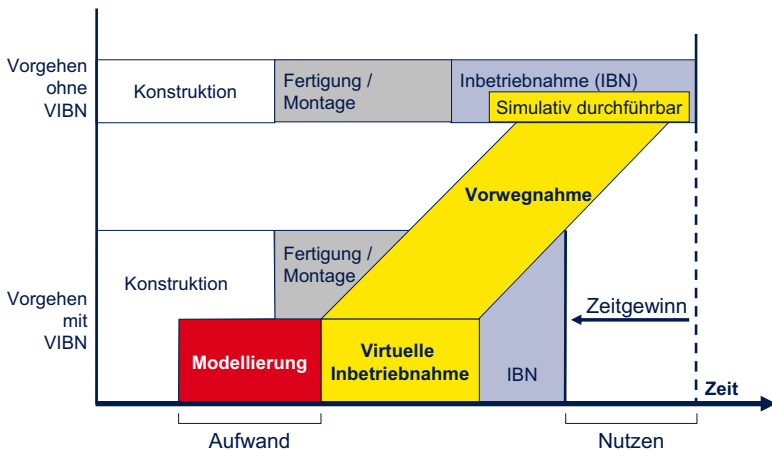 Vorgehen
ohne
VIBN
Konstruktion
Fertigung /
Montage
Inbetriebnahme (IBN)
Simulativ durchführbar
Vorwegnahme
Vorgehen
mit
VIBN
Konstruktion
Fertigung /
Montage
Zeitgewinn
Modellierung
Virtuelle
Inbetriebnahme
IBN
Zeit
Aufwand
Nutzen